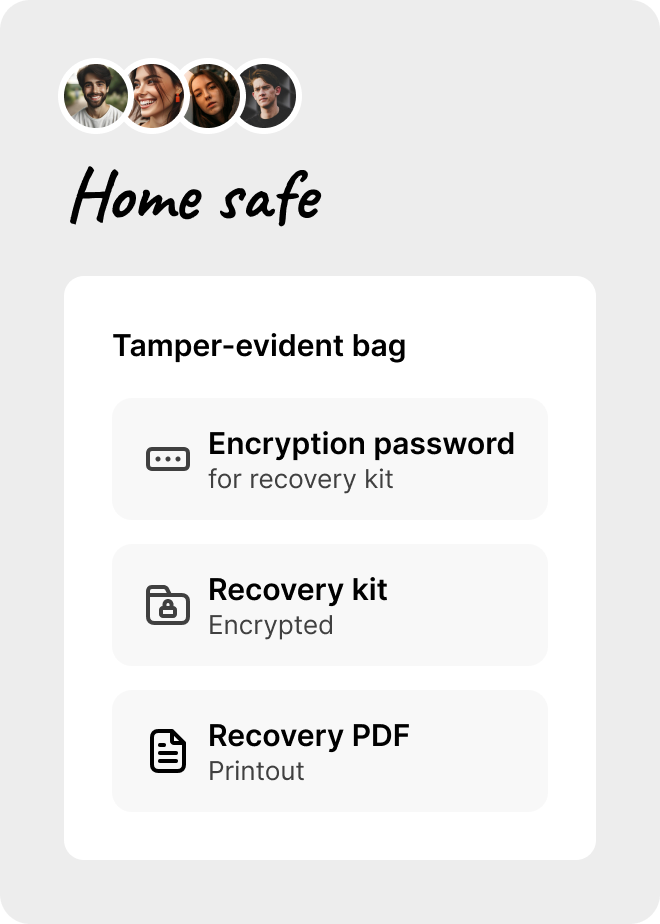 Home safe
Tamper-evident bag
Encryption password
for recovery kit
Recovery kit
Encrypted
Recovery PDF
Printout